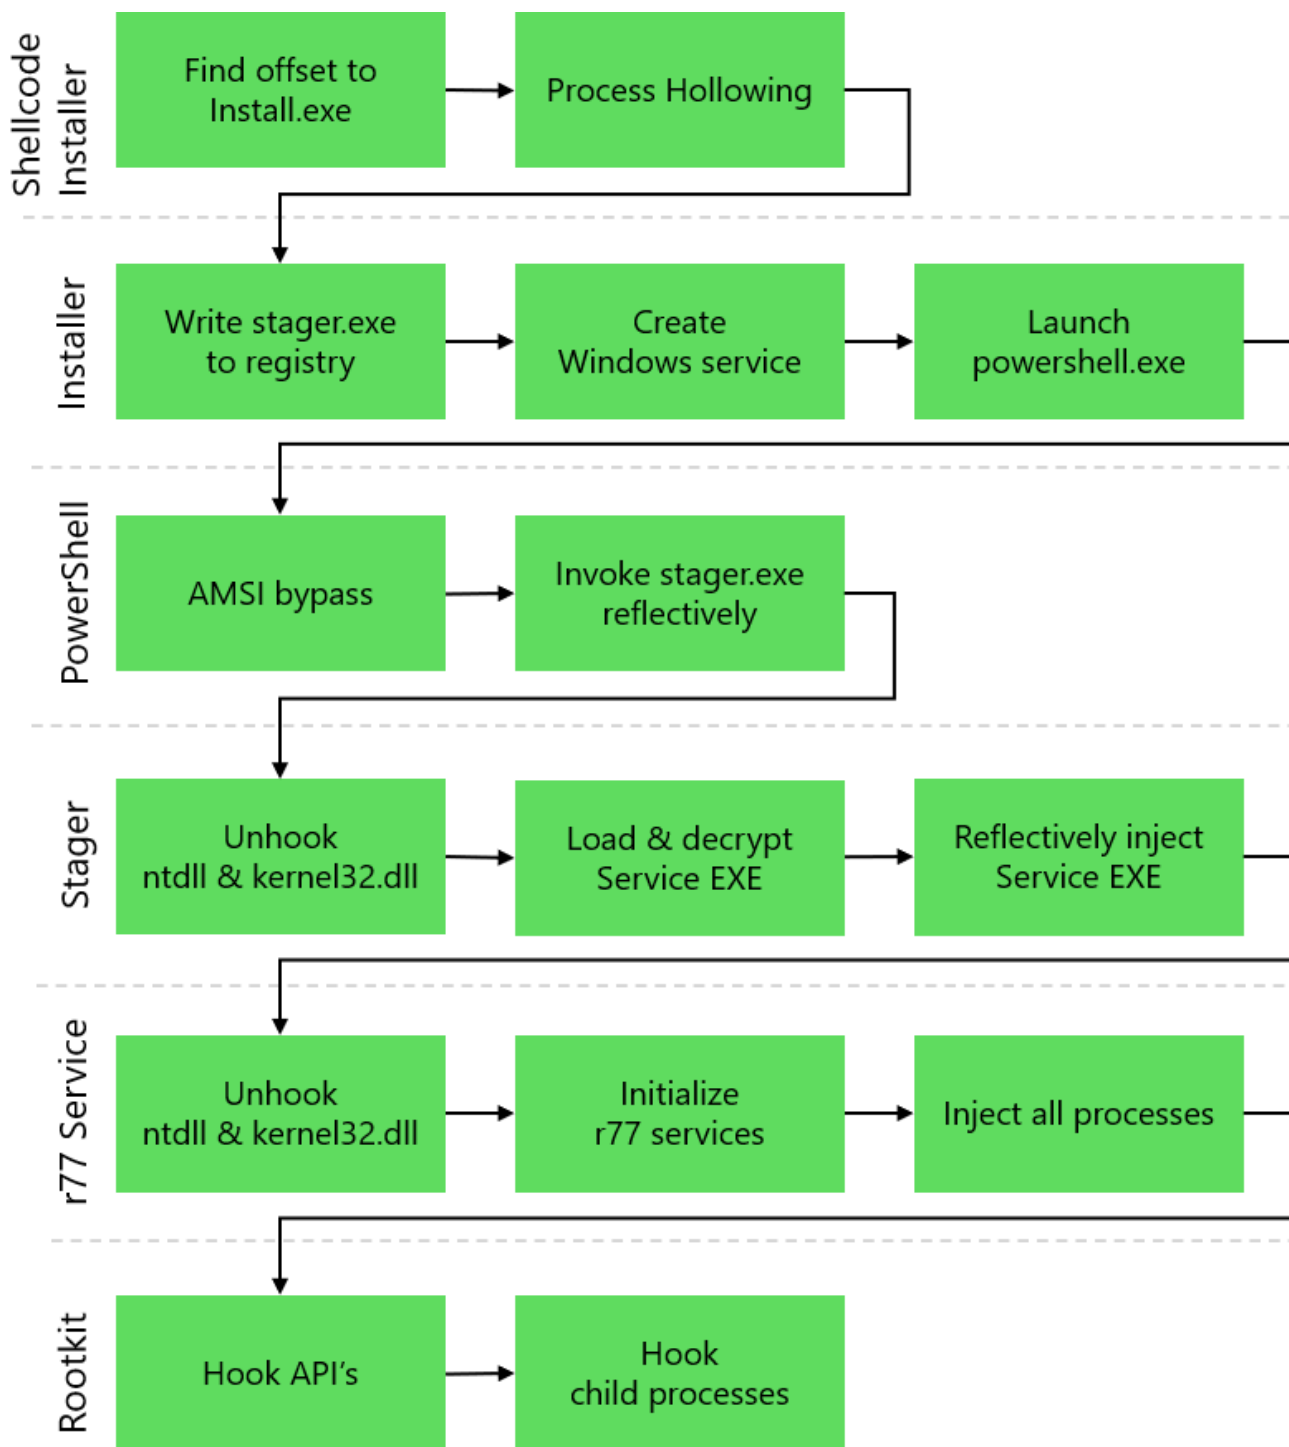 Shellcode
Installer
Find offset to
Install.exe
Process Hollowing
Installer
Write stager.exe
to registry
Create
Windows service
Launch
powershell.exe
PowerShell
AMSI bypass
Invoke stager.exe
reflectively
Stager
Unhook
ntdll & kernel32.dll
Load & decrypt
Service EXE
Reflectively inject
Service EXE
r77 Service
Unhook
ntdll & kernel32.dll
Initialize
r77 services
Inject all processes
Rootkit
Hook API's
Hook
child processes